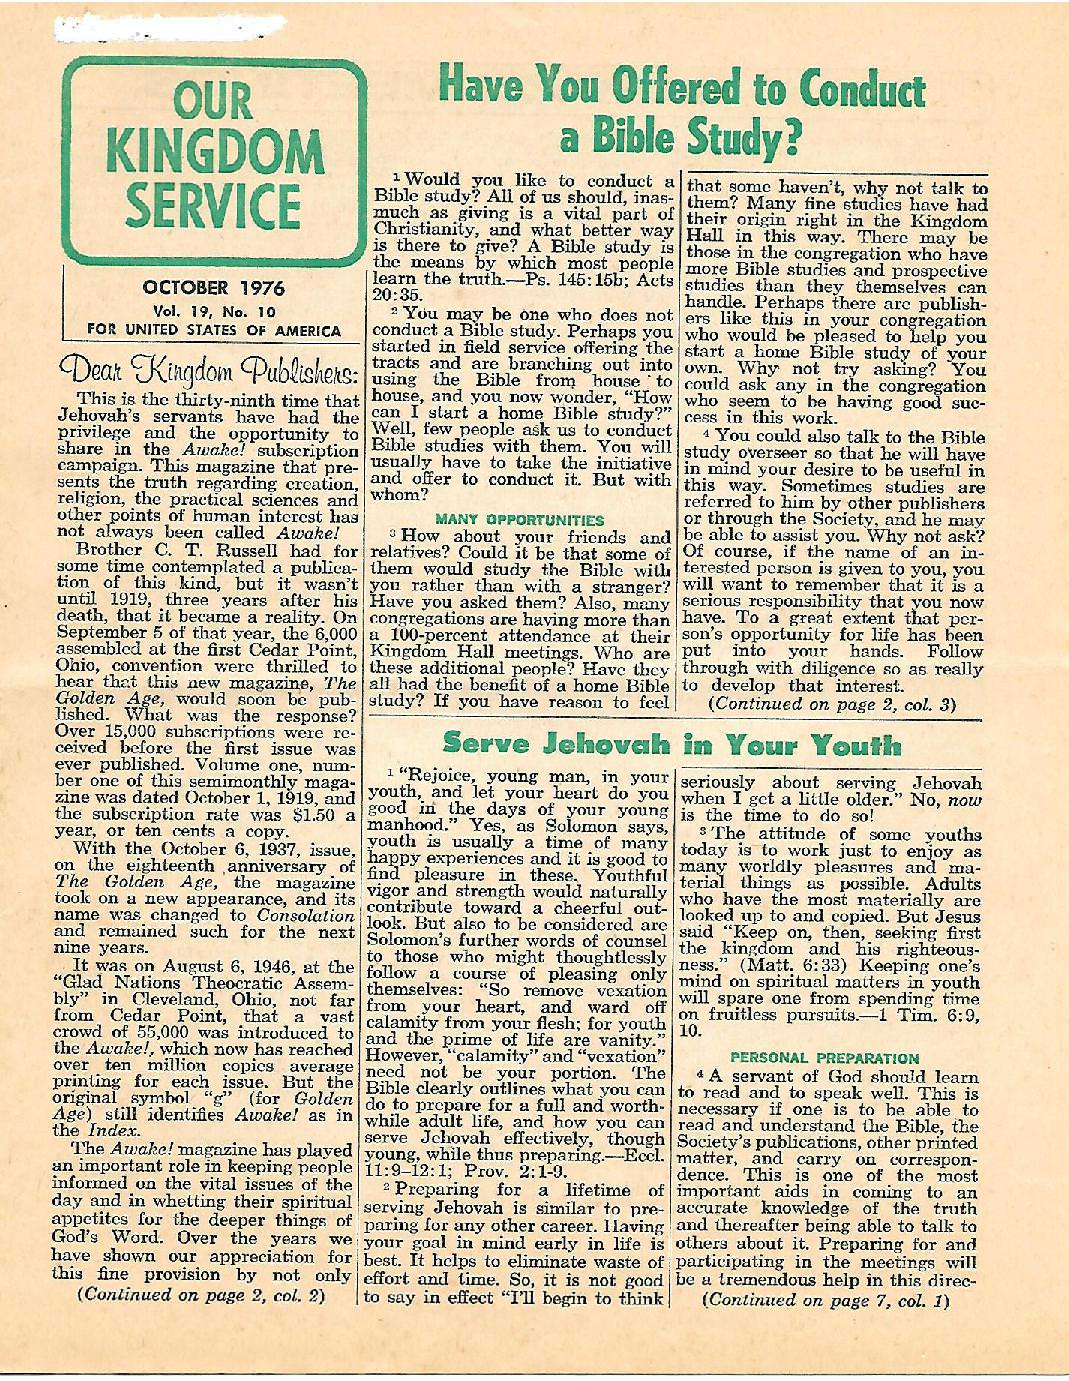 OUR
KINGDOM
SERVICE
OCTOBER 1976
Vol. 19, No. 10
FOR UNITED STATES OF AMERICA
Dear Kingdom Publishers:
This is the thirty-ninth time that
Jehovah's servants have had the
privilege and the opportunity to
share in the Awake! subscription
campaign. This magazine that pre-
sents the truth regarding creation,
religion, the practical sciences and
other points of human interest has
not always been called Awake!
Brother C. T. Russell had for
some time contemplated a publica-
tion of this kind, but it wasn't
until 1919, three years after his
death, that it became a reality. On
September 5 of that year, the 6,000
assembled at the first Cedar Point,
Ohio, convention were thrilled to
hear that this new magazine, The
Golden Age, would soon be pub-
lished. What was the response?
Over 15,000 subscriptions were re-
ceived before the first issue was
ever published. Volume one, num-
ber one of this semimonthly maga-
zine was dated October 1, 1919, and
the subscription rate was $1.50 a
year, or ten cents a copy.
With the October 6, 1937, issue,
on the eighteenth anniversary of
The Golden Age, the magazine
took on a new appearance, and its
name was changed to Consolation
and remained such for the next
nine years.
It was on August 6, 1946, at the
"Glad Nations Theocratic Assem-
bly" in Cleveland, Ohio, not far
from Cedar Point, that a vast
crowd of 55,000 was introduced to
the Awake!, which now has reached
over ten million copies average
printing for each issue. But the
original symbol "g" (for Golden
Age) still identifies Awake! as in
the Index.
The Awake! magazine has played
an important role in keeping people
informed on the vital issues of the
day and in whetting their spiritual
appetites for the deeper things of
God's Word. Over the years we
have shown our appreciation for
this fine provision by not only
(Continued on page 2, col. 2)
Have You Offered to Conduct
a Bible Study?
1 Would you like to conduct a
Bible study? All of us should, inas-
much as giving is a vital part of
Christianity, and what better way
is there to give? A Bible study is
the means by which most people
learn the truth.—Ps. 145:15b; Acts
20:35.
2 You may be one who does not
conduct a Bible study. Perhaps you
started in field service offering the
tracts and are branching out into
using the Bible from house to
house, and you now wonder, "How
can I start a home Bible study?"
Well, few people ask us to conduct
Bible studies with them. You will
usually have to take the initiative
and offer to conduct it. But with
whom?
MANY OPPORTUNITIES
3 How about your friends and
relatives? Could it be that some of
them would study the Bible with
you rather than with a stranger?
Have you asked them? Also, many
congregations are having more than
a 100-percent attendance at their
Kingdom Hall meetings. Who are
these additional people? Have they
all had the benefit of a home Bible
study? If you have reason to feel
that some haven't, why not talk to
them? Many fine studies have had
their origin right in the Kingdom
Hall in this way. There may be
those in the congregation who have
more Bible studies and prospective
studies than they themselves can
handle. Perhaps there are publish-
ers like this in your congregation
who would be pleased to help you
start a home Bible study of your
own. Why not try asking? You
could ask any in the congregation
who seem to be having good suc-
cess in this work.
4 You could also talk to the Bible
study overseer so that he will have
in mind your desire to be useful in
this way. Sometimes studies are
referred to him by other publishers
or through the Society, and he may
be able to assist you. Why not ask?
Of course, if the name of an in-
terested person is given to you, you
will want to remember that it is a
serious responsibility that you now
have. To a great extent that per-
son's opportunity for life has been
put into your hands. Follow
through with diligence so as really
to develop that interest.
(Continued on page 2, col. 3)
Serve Jehovah in Your Youth
1 "Rejoice, young man, in your
youth, and let your heart do you
good in the days of your young
manhood." Yes, as Solomon says,
youth is usually a time of many
happy experiences and it is good to
find pleasure in these. Youthful
vigor and strength would naturally
contribute toward a cheerful out-
look. But also to be considered are
Solomon's further words of counsel
to those who might thoughtlessly
follow a course of pleasing only
themselves: "So remove vexation
from your heart, and ward off
calamity from your flesh; for youth
and the prime of life are vanity."
However, "calamity" and "vexation"
need not be your portion. The
Bible clearly outlines what you can
do to prepare for a full and worth-
while adult life, and how you can
serve Jehovah effectively, though
young, while thus preparing.—Eccl.
11:9-12:1; Prov. 2:1-9.
2 Preparing for a lifetime of
serving Jehovah is similar to pre-
paring for any other career. Having
your goal in mind early in life is
best. It helps to eliminate waste of
effort and time. So, it is not good
to say in effect "I'll begin to think
seriously about serving Jehovah
when I get a little older." No, now
is the time to do so!
3 The attitude of some youths
today is to work just to enjoy as
many worldly pleasures and ma-
terial things as possible. Adults
who have the most materially are
looked up to and copied. But Jesus
said "Keep on, then, seeking first
the kingdom and his righteous-
ness." (Matt. 6:33) Keeping one's
mind on spiritual matters in youth
will spare one from spending time
on fruitless pursuits.—1 Tim. 6:9,
10.
PERSONAL PREPARATION
4 A servant of God should learn
to read and to speak well. This is
necessary if one is to be able to
read and understand the Bible, the
Society's publications, other printed
matter, and carry on correspon-
dence. This is one of the most
important aids in coming to an
accurate knowledge of the truth
and thereafter being able to talk to
others about it. Preparing for and
participating in the meetings will
be a tremendous help in this direc-
(Continued on page 7, col. 1)